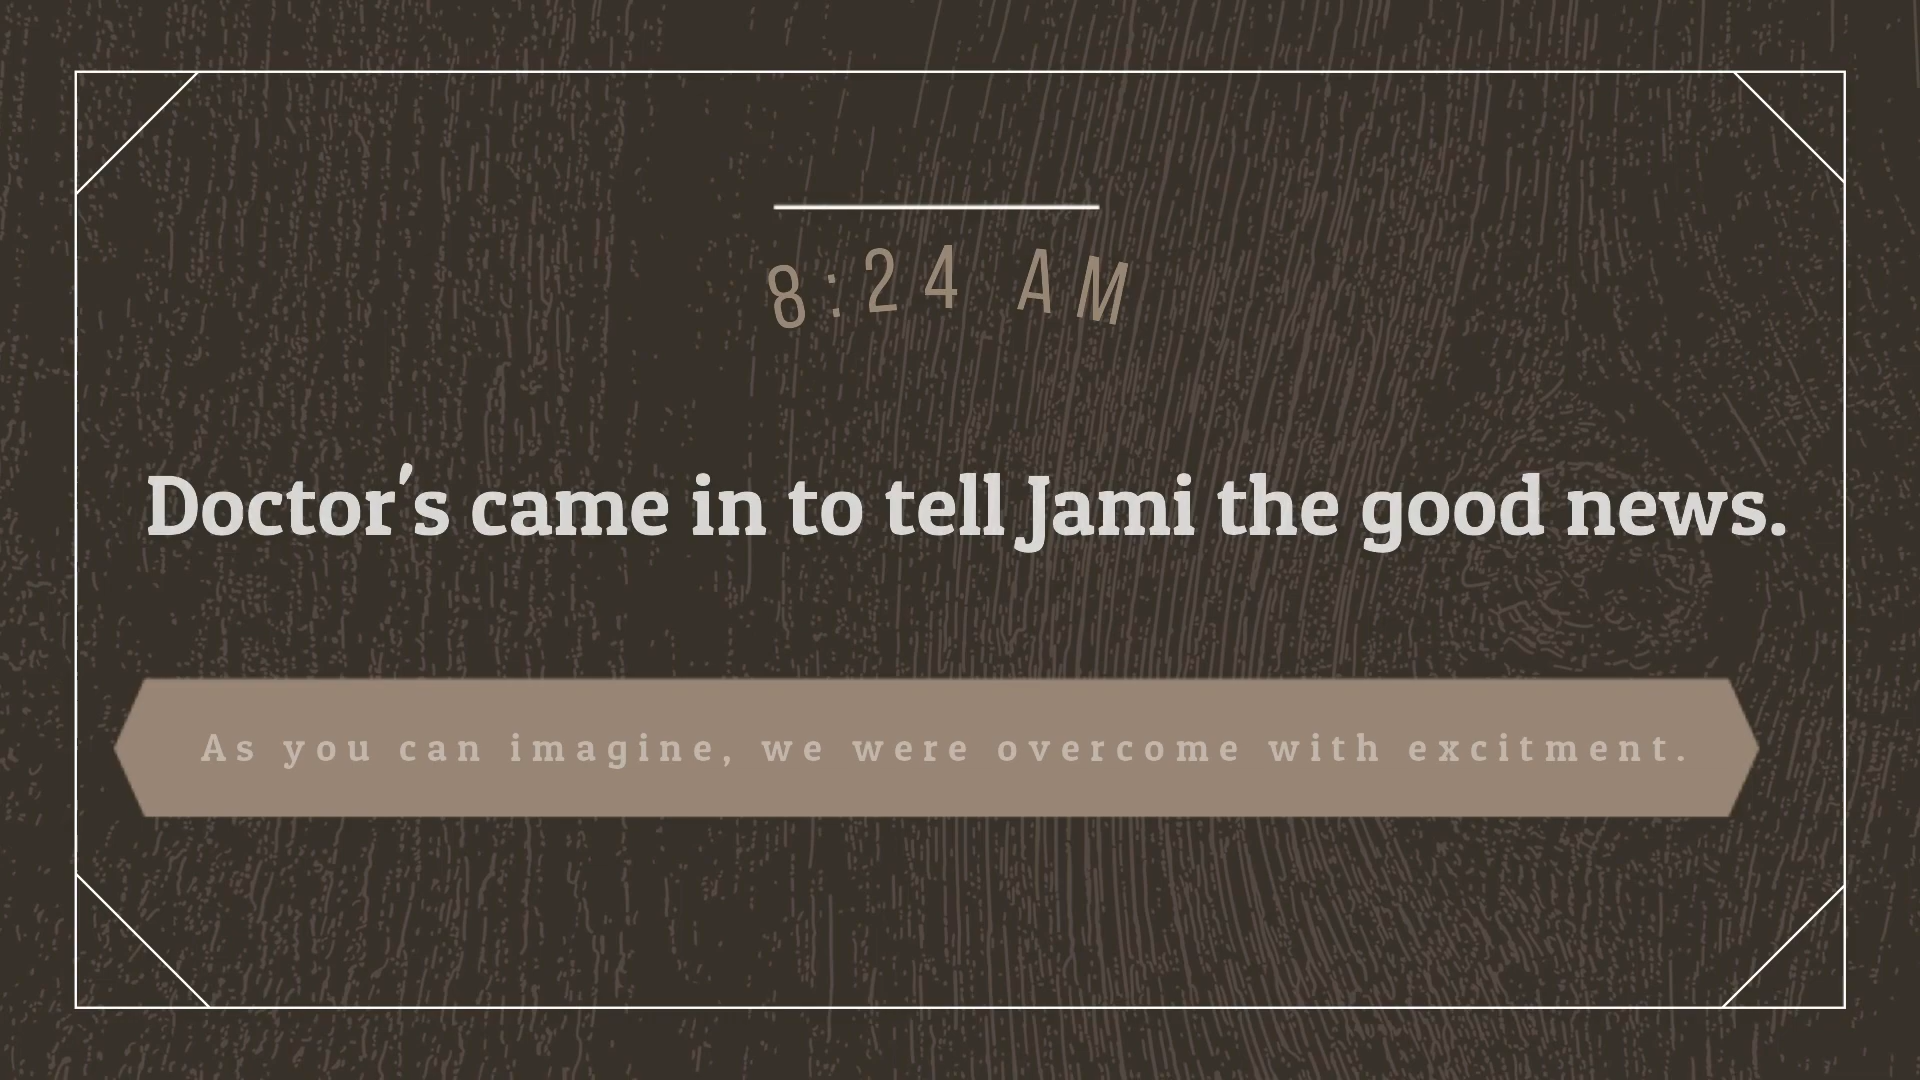 8:24 AM
Doctor's came in to tell Jami the good news.
As you can imagine, we were overcome with excitment.